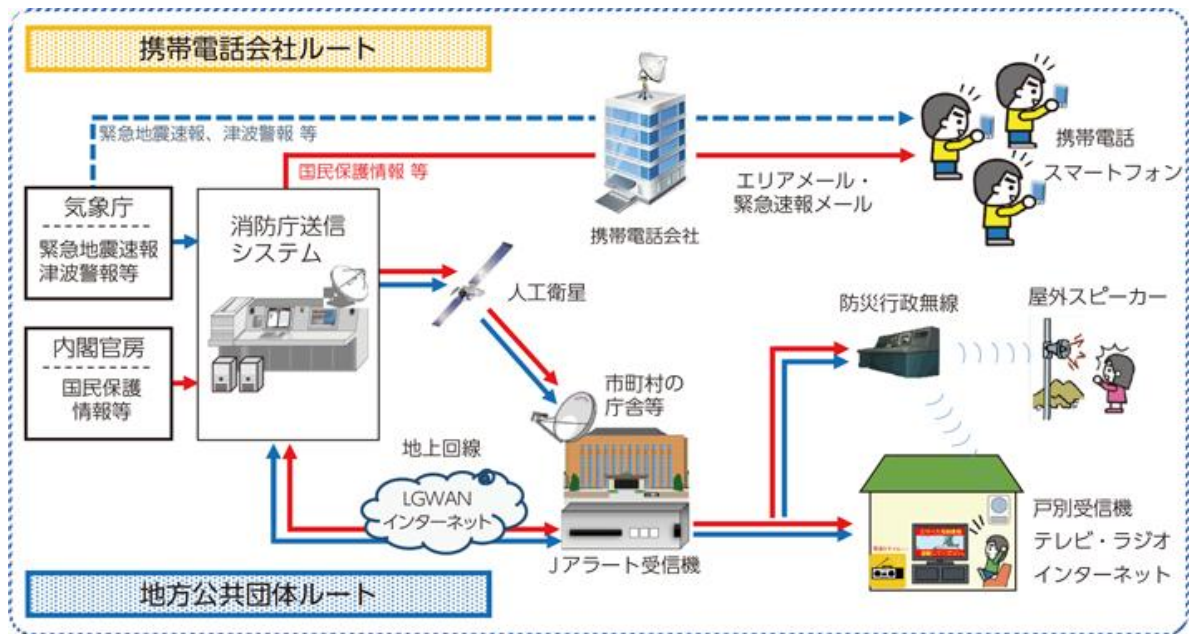 携帯電話会社ルート
緊急地震速報、津波警報 等
国民保護情報 等
気象庁
緊急地震速報
津波警報等
内閣官房
国民保護
情報等
消防庁送信
システム
人工衛星
携帯電話会社
エリアメール・
緊急速報メール
携帯電話
スマートフォン
市町村の
庁舎等
地上回線
LGWAN
インターネット
Jアラート受信機
防災行政無線
屋外スピーカー
戸別受信機
テレビ・ラジオ
インターネット
地方公共団体ルート